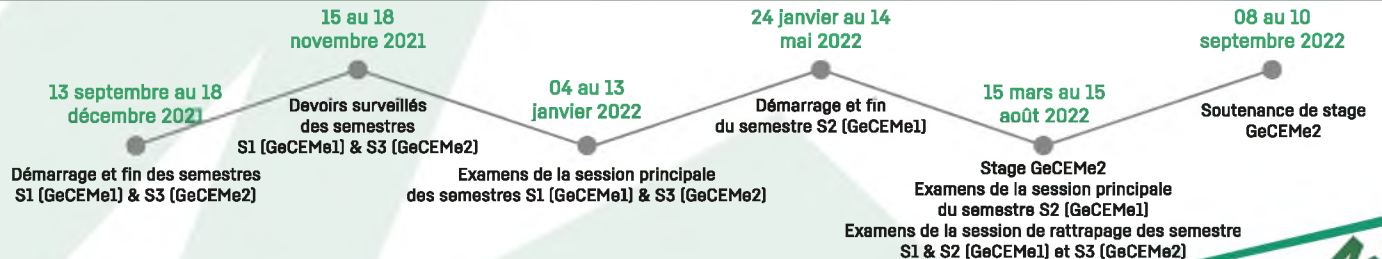 13 septembre au 18
décembre 2021
Démarrage et fin des semestres
S1 (GeCEMe1) & S3 (GeCEMe2)
15 au 18
novembre 2021
Devoirs surveillés
des semestres
S1 (GeCEMe1) & S3 (GeCEMe2)
04 au 13
janvier 2022
Examens de la session principale
des semestres S1 (GeCEMe1) & S3 (GeCEMe2)
24 janvier au 14
mai 2022
Démarrage et fin
du semestre S2 (GeCEMe1)
15 mars au 15
août 2022
Stage GeCEMe2
Examens de la session principale
du semestre S2 (GeCEMe1)
Examens de la session de rattrapage des semestre
S1 & S2 (GeCEMe1) et S3 (GeCEMe2)
08 au 10
septembre 2022
Soutenance de stage
GeCEMe2